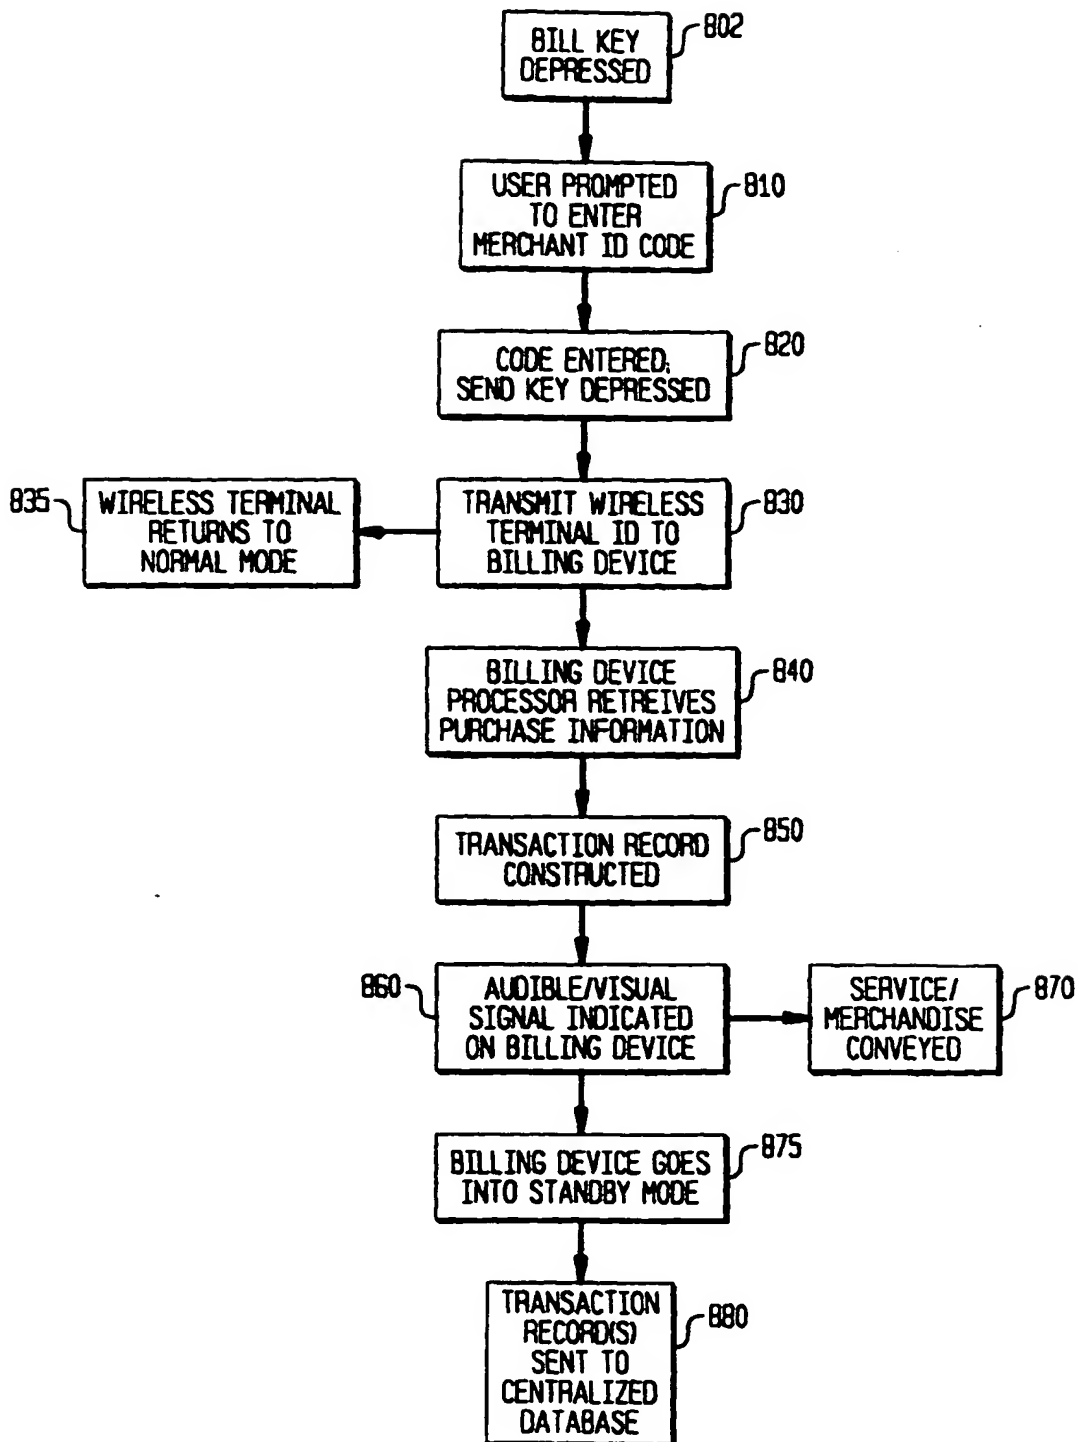 BILL KEY
DEPRESSED
802
USER PROMPTED
TO ENTER
MERCHANT ID CODE
810
CODE ENTERED;
SEND KEY DEPRESSED
820
835
WIRELESS TERMINAL
RETURNS TO
NORMAL MODE
TRANSMIT WIRELESS
TERMINAL ID TO
BILLING DEVICE
830
BILLING DEVICE
PROCESSOR RETREIVES
PURCHASE INFORMATION
840
TRANSACTION RECORD
CONSTRUCTED
850
860
AUDIBLE/VISUAL
SIGNAL INDICATED
ON BILLING DEVICE
SERVICE/
MERCHANDISE
CONVEYED
870
BILLING DEVICE GOES
INTO STANDBY MODE
875
TRANSACTION
RECORD(S)
SENT TO
CENTRALIZED
DATABASE
880